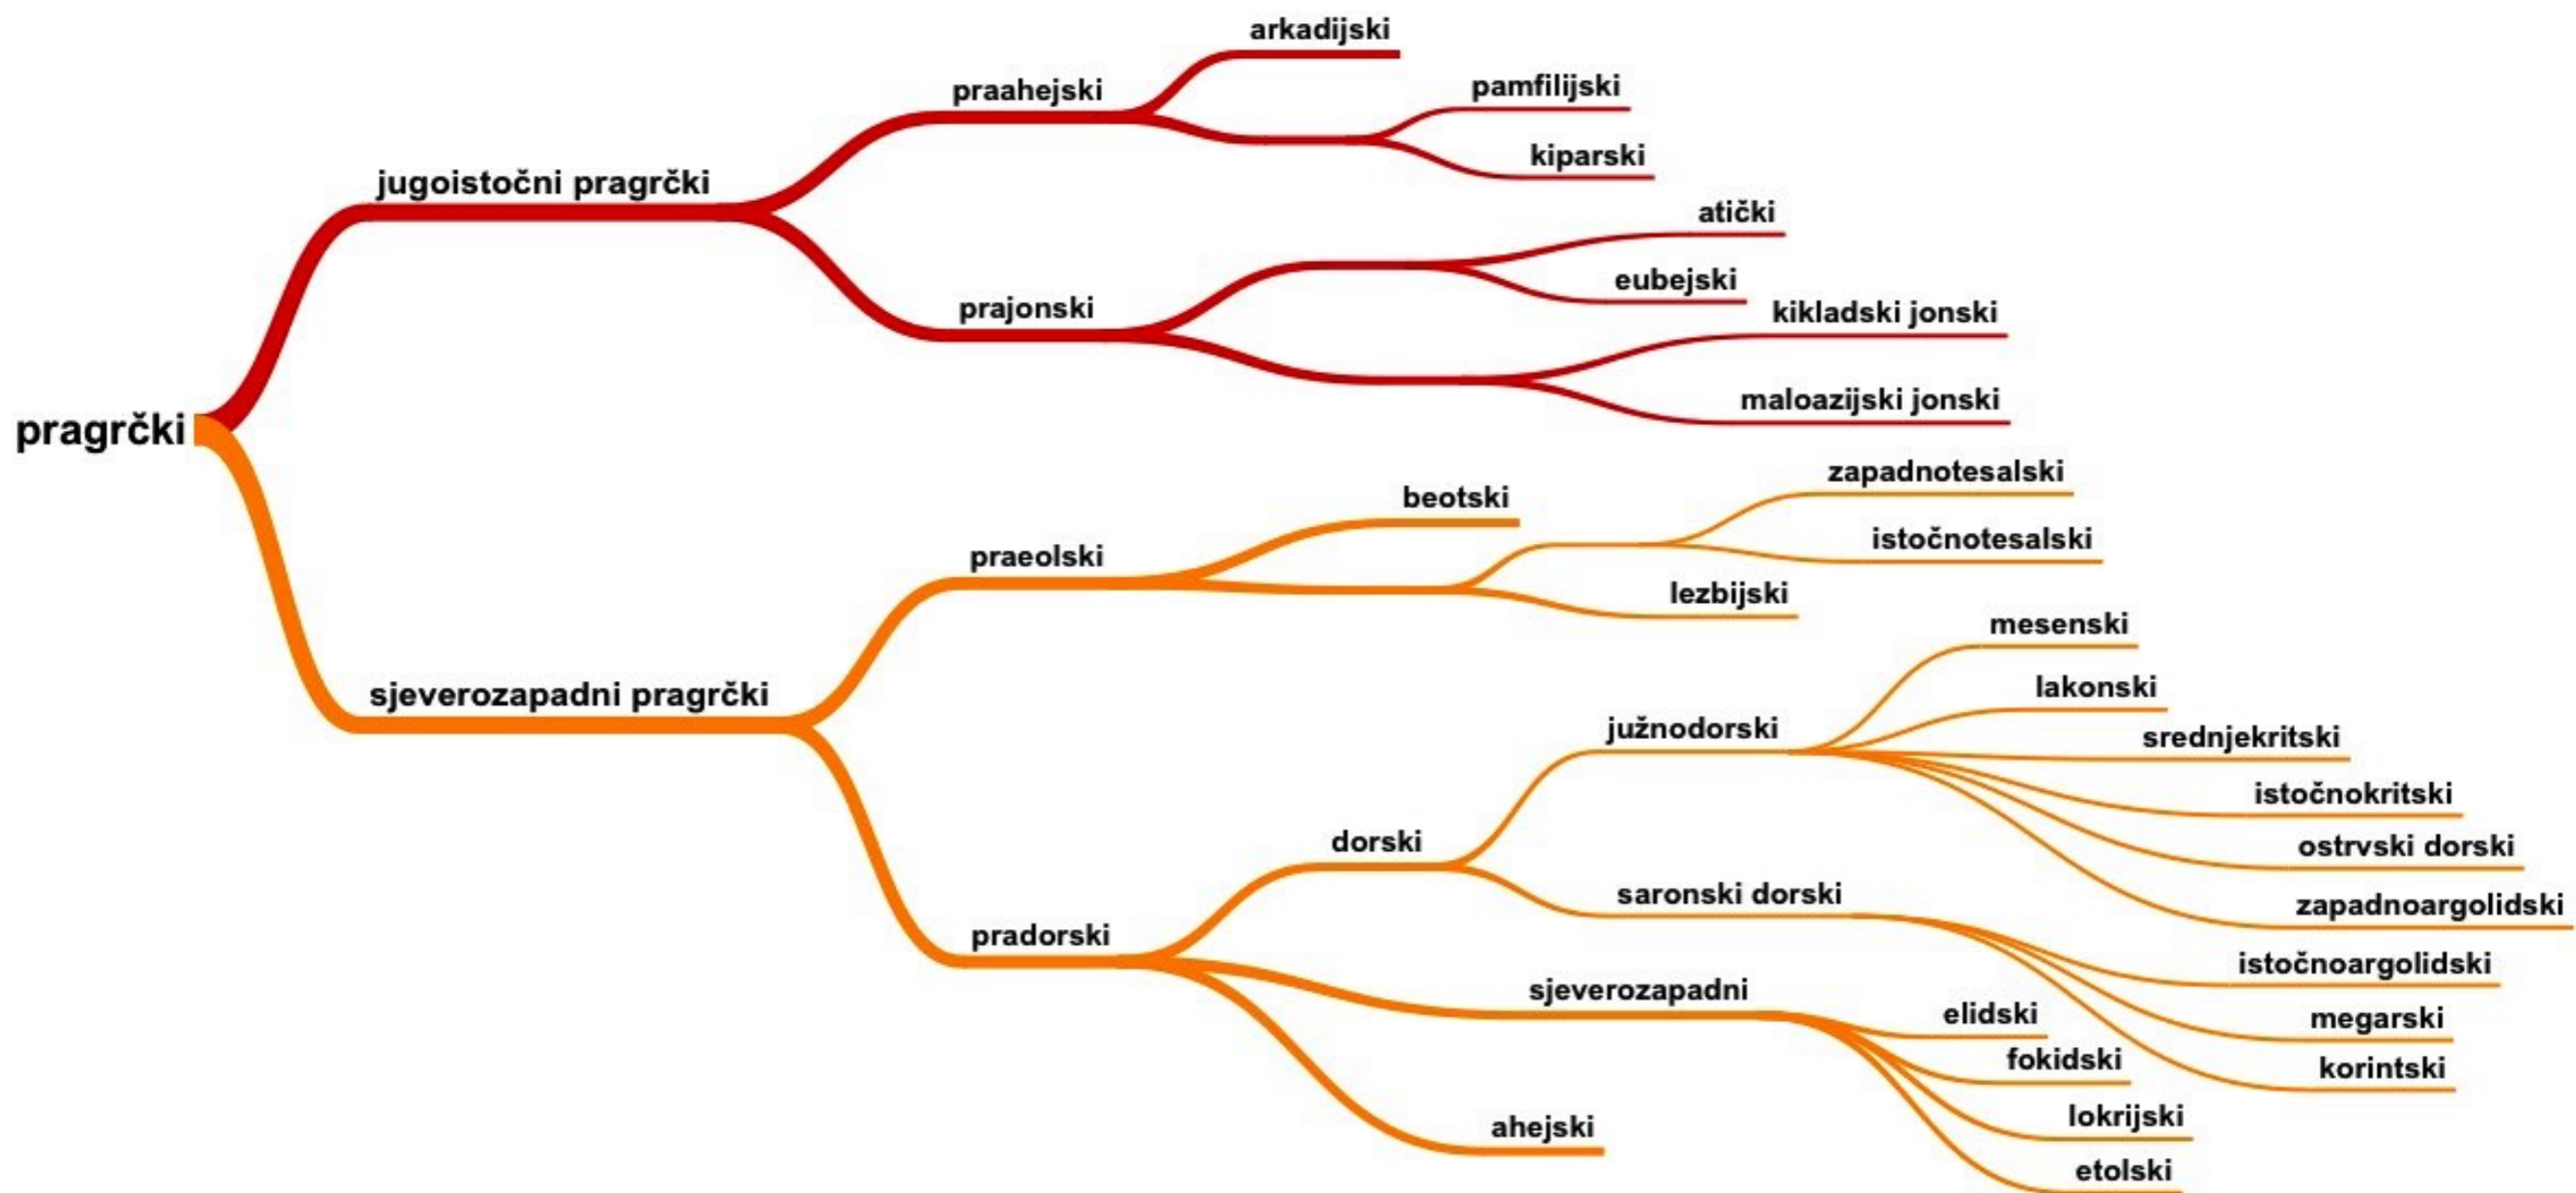 arkadijski
pamfilijski
praahejski
kiparski
jugoistočni pragrčki
atički
eubejski
prajonski
kikladski jonski
maloazijski jonski
pragrčki
zapadnotesalski
beotski
istočnotesalski
praeolski
lezbijski
mesenski
sjeverozapadni pragrčki
lakonski
južnodorski
srednjekritski
istočnokritski
dorski
ostrvski dorski
saronski dorski
zapadnoargolidski
pradorski
istočnoargolidski
sjeverozapadni
elidski
megarski
fokidski
korintski
lokrijski
ahejski
etolski